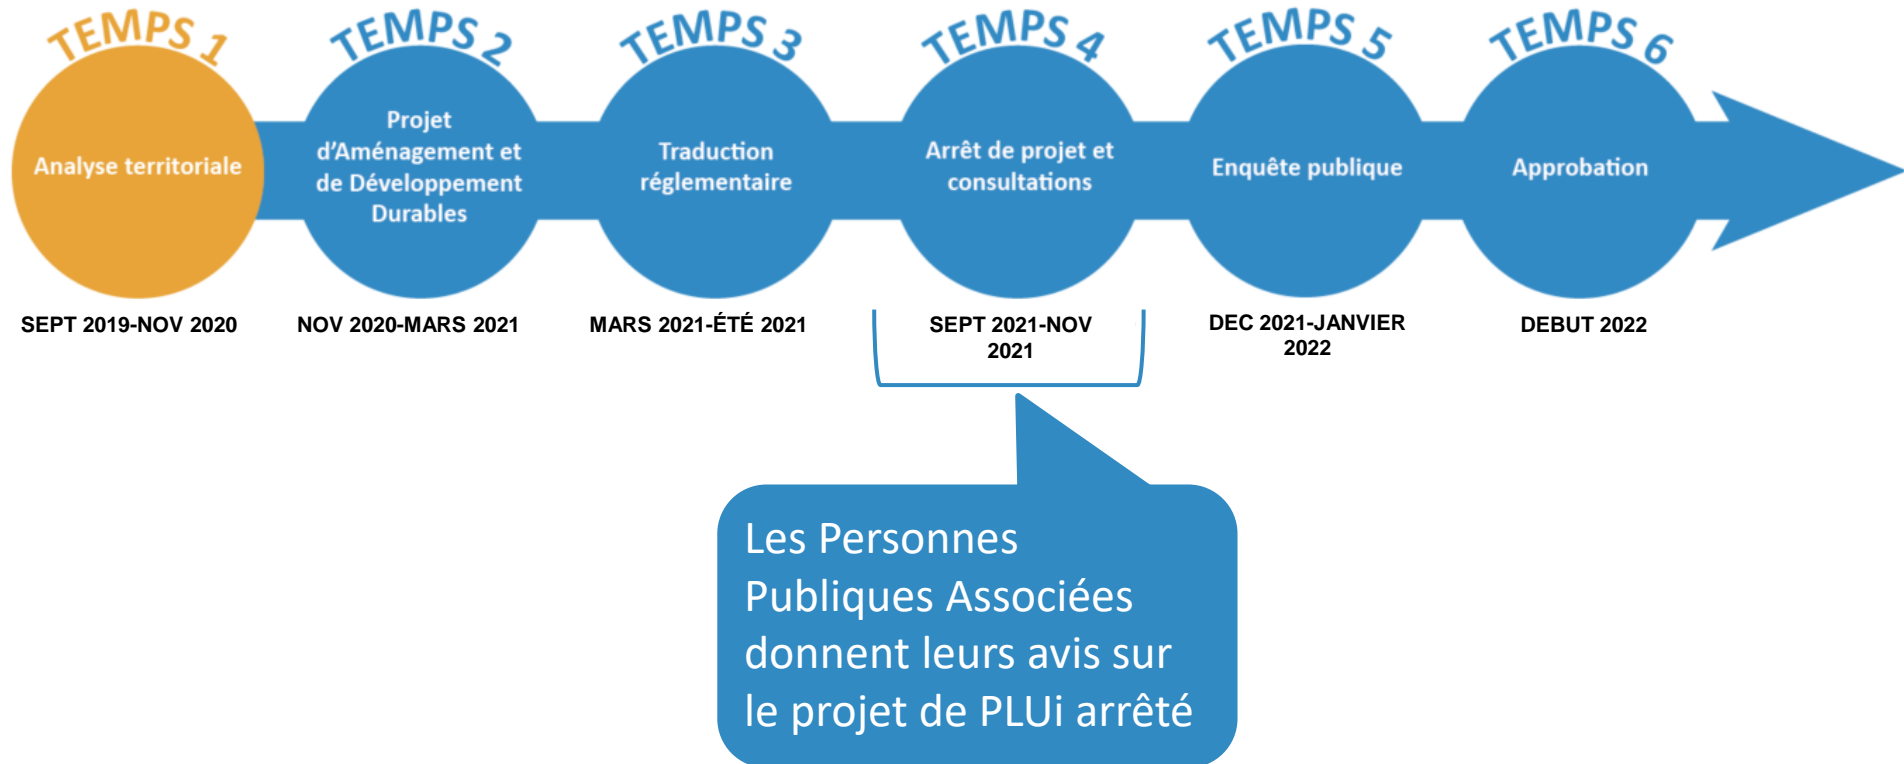 TEMPS 1
TEMPS 2
TEMPS 3
TEMPS 4
TEMPS 5
TEMPS 6
Analyse territoriale
Projet
d'Aménagement et
de Développement
Durables
Traduction
réglementaire
Arrêt de projet et
consultations
Enquête publique
Approbation
SEPT 2019-NOV 2020
NOV 2020-MARS 2021
MARS 2021-ÉTÉ 2021
SEPT 2021-NOV
2021
DEC 2021-JANVIER
2022
DEBUT 2022
Les Personnes
Publiques Associées
donnent leurs avis sur
le projet de PLUi arrêté